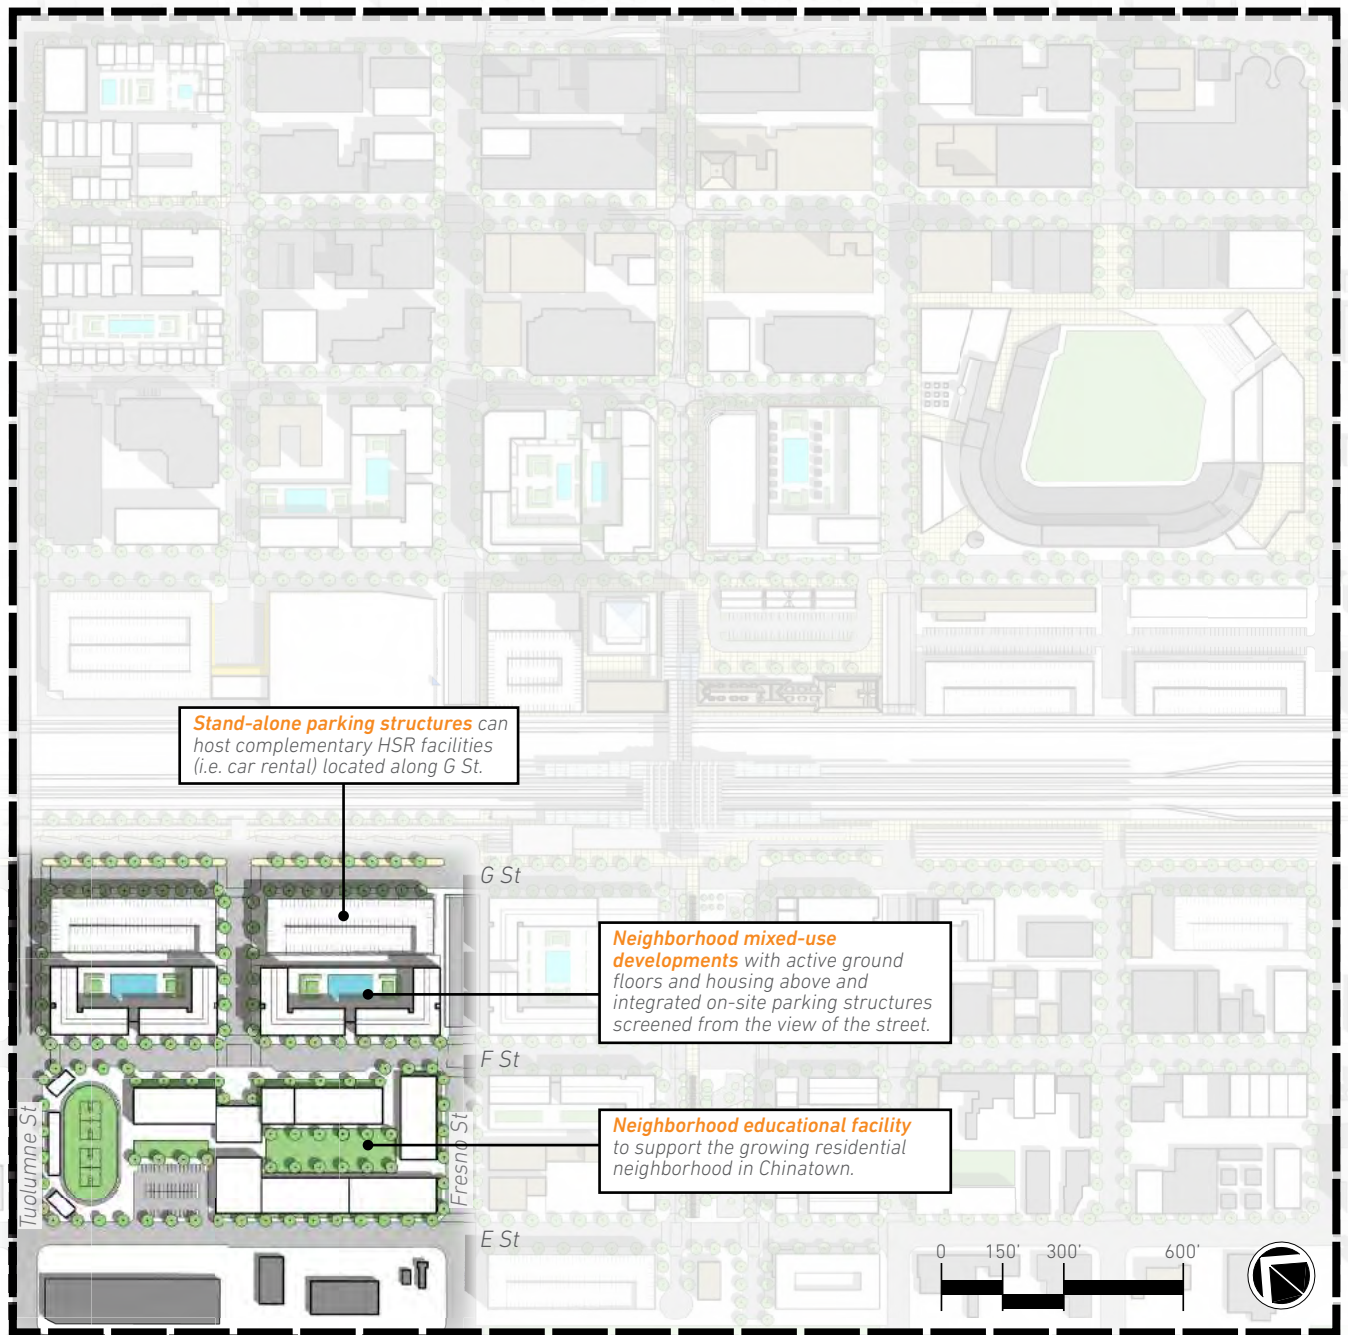 Stand-alone parking structures can
host complementary HSR facilities
(i.e. car rental) located along G St.
G St
Neighborhood mixed-use
developments with active ground
floors and housing above and
integrated on-site parking structures
screened from the view of the street.
F St
Tuolumne St
Fresno St
Neighborhood educational facility
to support the growing residential
neighborhood in Chinatown.
E St
0 150' 300' 600'